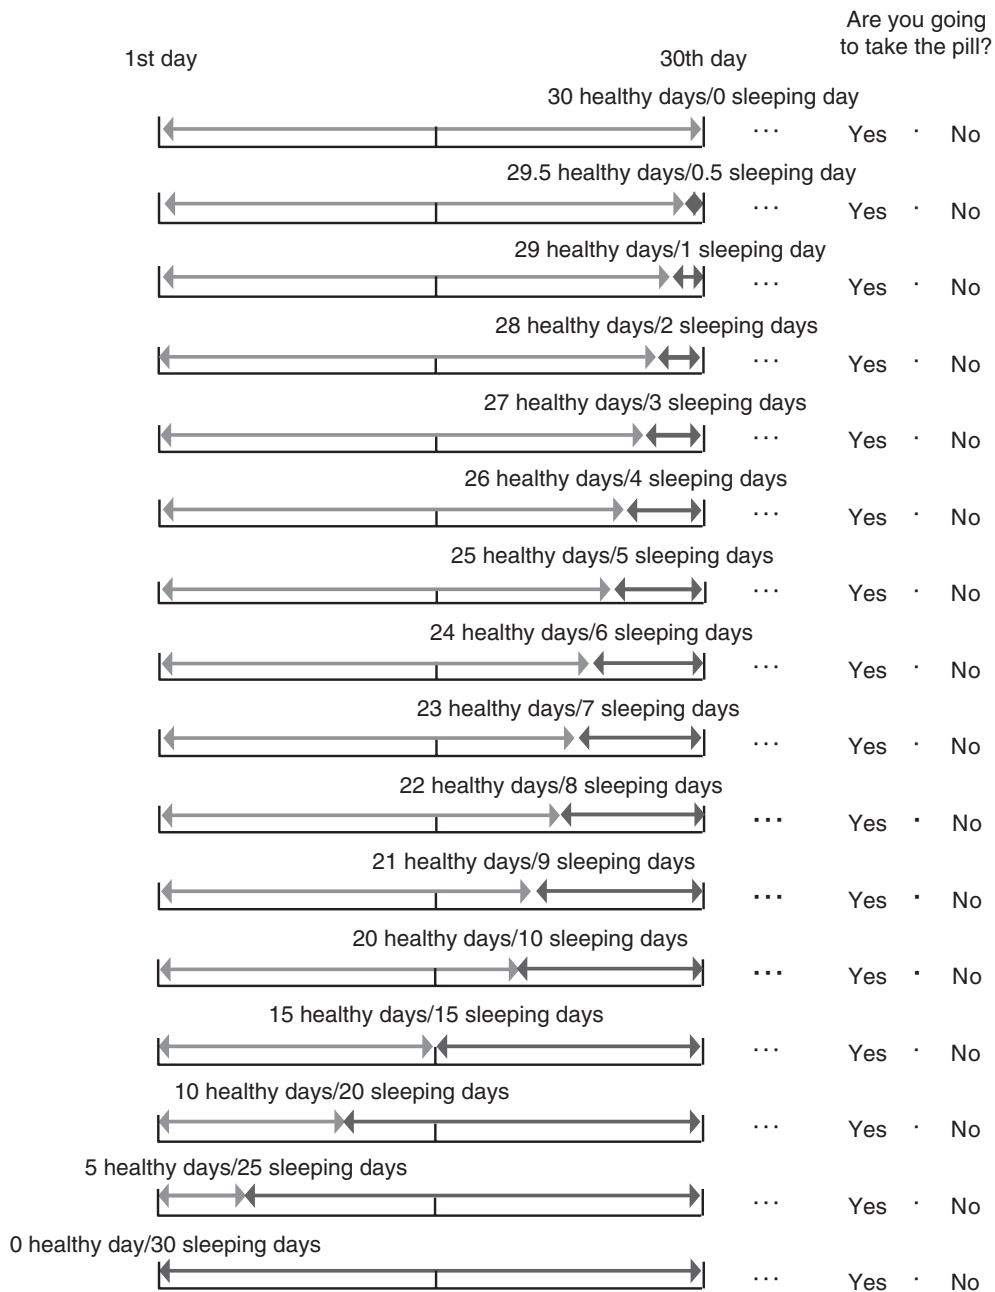 Are you going
to take the pill?
1st day 30th day
30 healthy days/0 sleeping day
... Yes · No
29.5 healthy days/0.5 sleeping day
... Yes · No
29 healthy days/1 sleeping day
... Yes · No
28 healthy days/2 sleeping days
... Yes · No
27 healthy days/3 sleeping days
... Yes · No
26 healthy days/4 sleeping days
... Yes · No
25 healthy days/5 sleeping days
... Yes · No
24 healthy days/6 sleeping days
... Yes · No
23 healthy days/7 sleeping days
... Yes · No
22 healthy days/8 sleeping days
... Yes · No
21 healthy days/9 sleeping days
... Yes · No
20 healthy days/10 sleeping days
... Yes · No
15 healthy days/15 sleeping days
... Yes · No
10 healthy days/20 sleeping days
... Yes · No
5 healthy days/25 sleeping days
... Yes · No
0 healthy day/30 sleeping days
... Yes · No